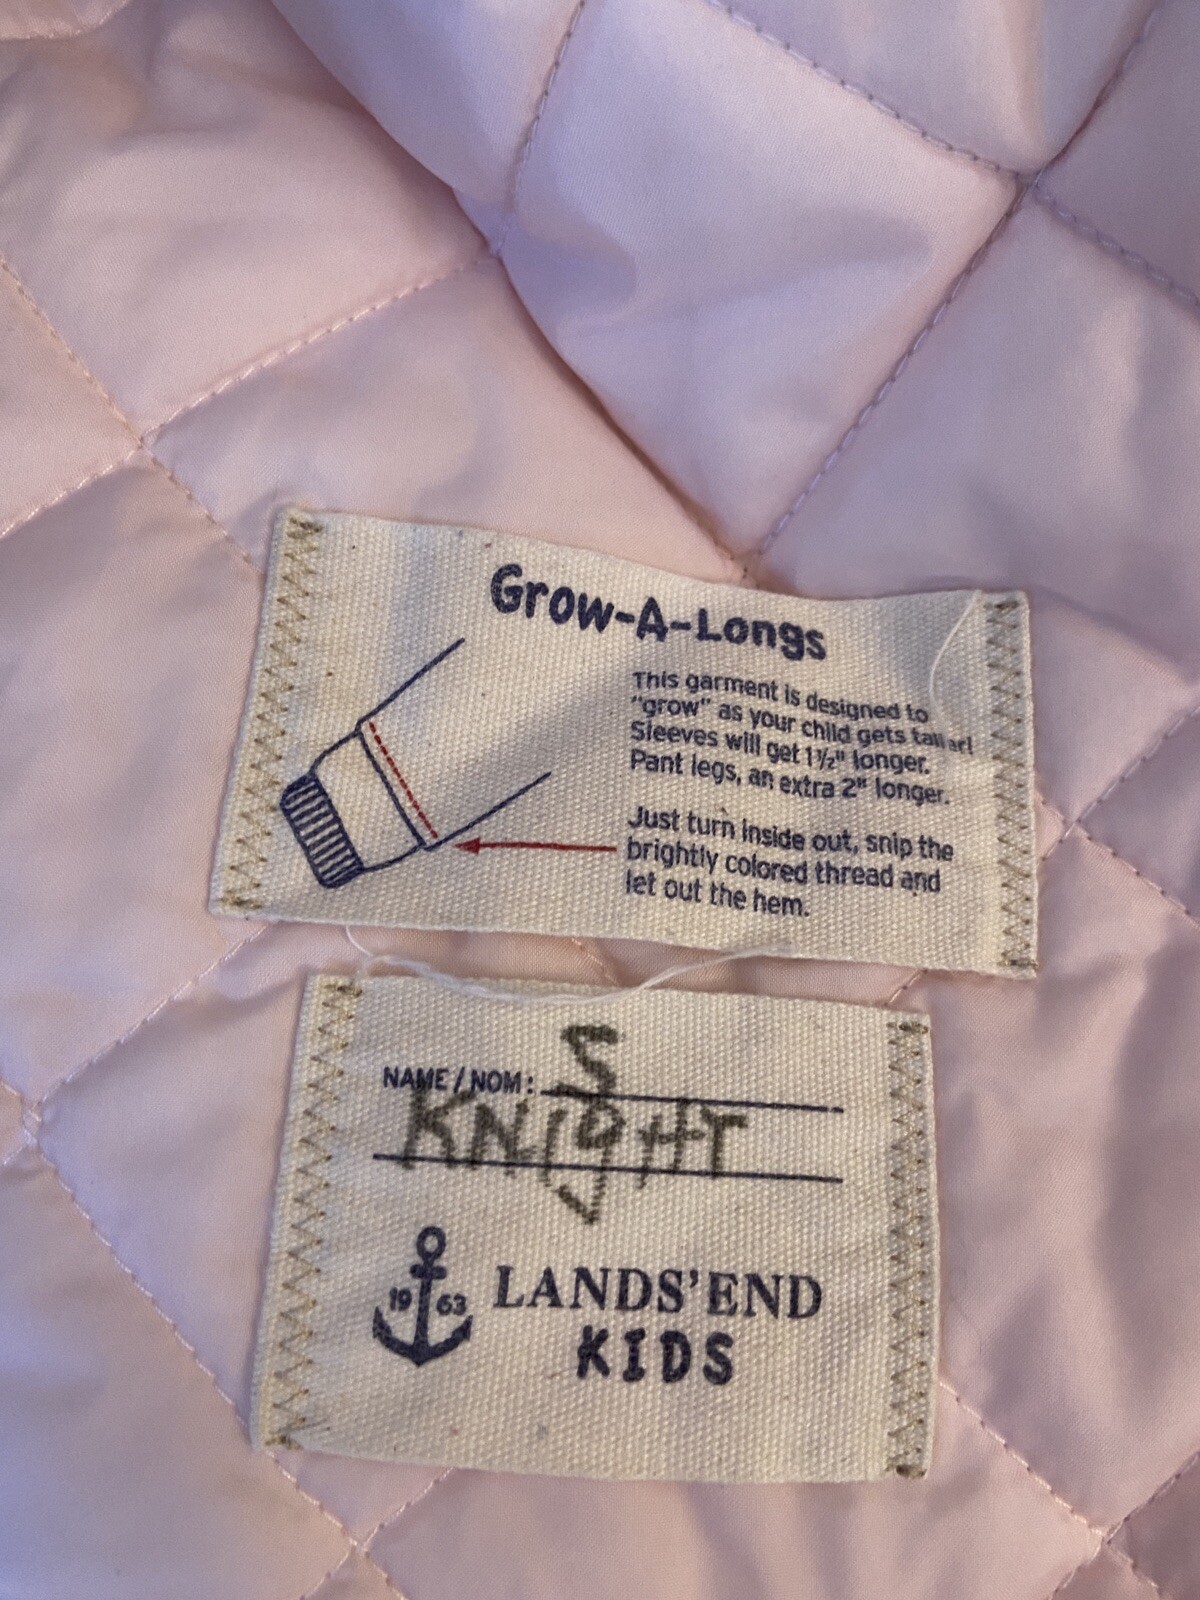 Grow-A-Longs
This garment is designed to
"grow" as your child gets taller!
Sleeves will get 1½" longer.
Pant legs, an extra 2" longer.
Just turn inside out, snip the
brightly colored thread and
let out the hem.
NAME / NOM: S
KNIgHT
19 63
LANDS' END
KIDS